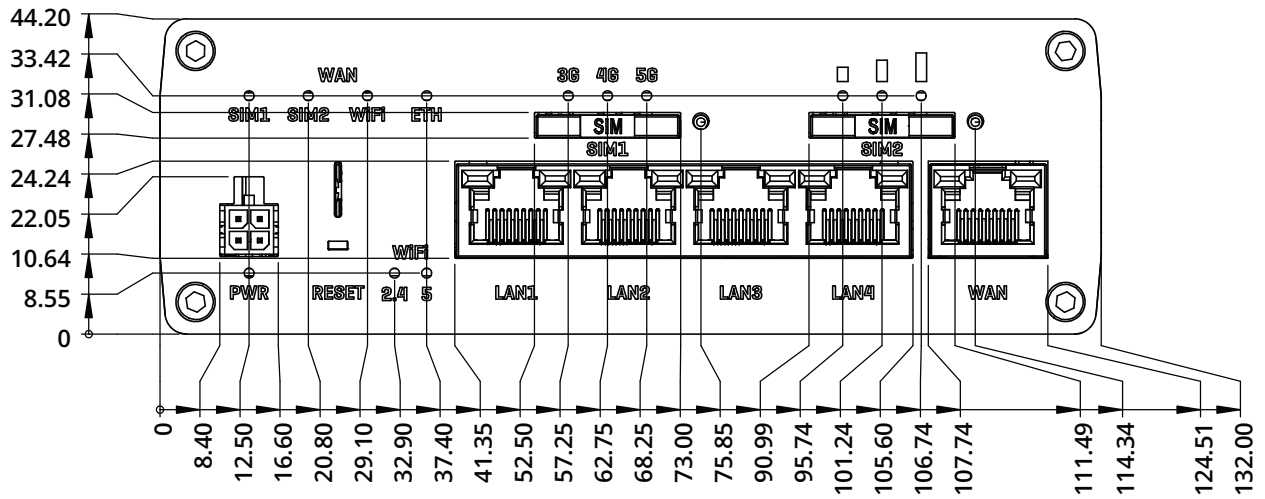 44.20
33.42
31.08
27.48
24.24
22.05
10.64
8.55
0
WAN
3G 4G 5G
SIM1 SIM2 WiFi ETH
SIM SIM
SIM1 SIM2
WiFi
PWR RESET 2.4 5 LAN1 LAN2 LAN3 LAN4 WAN
0 8.40 12.50 16.60 20.80 29.10 32.90 37.40 41.35 52.50 57.25 62.75 68.25 73.00 75.85 90.99 95.74 101.24 105.60 106.74 107.74 111.49 114.34 124.51 132.00